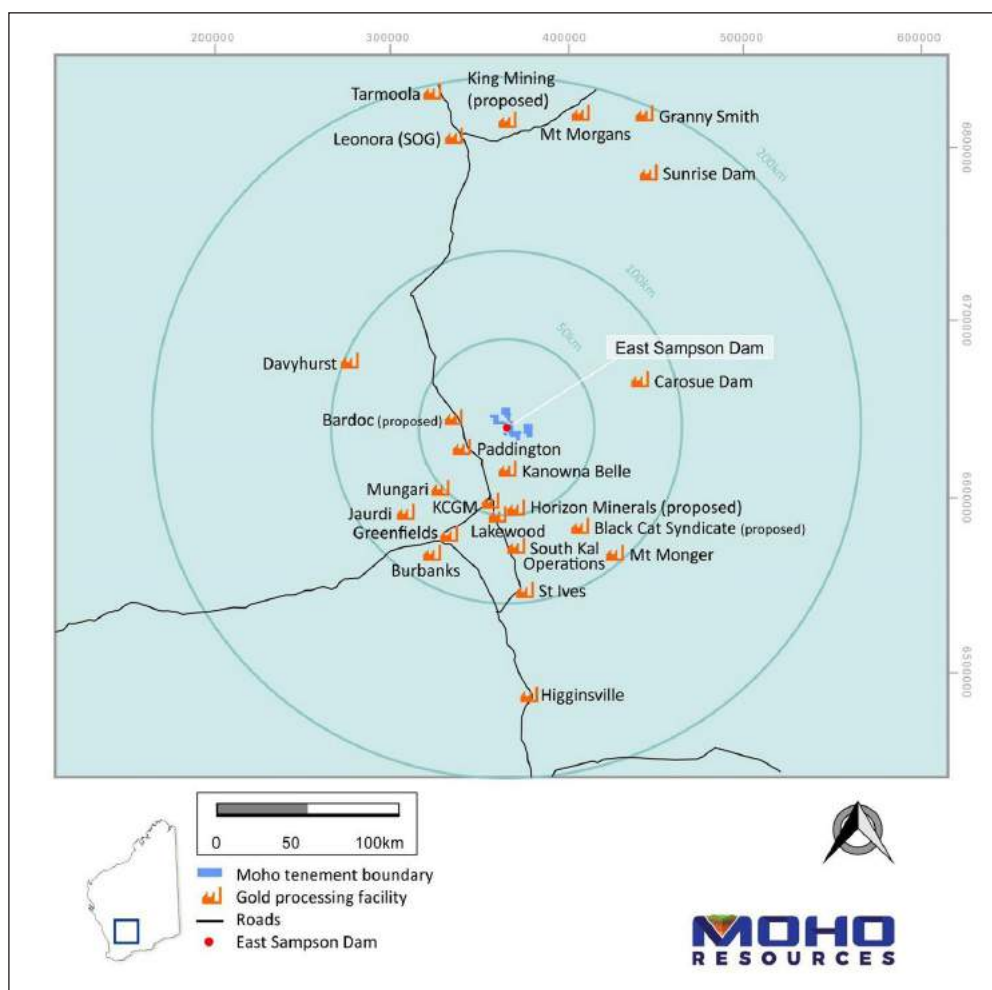 200000
300000
400000
500000
600000
King Mining
(proposed)
Tarmoola
Granny Smith
Leonora (SOG)
Mt Morgans
6800000
200km
Sunrise Dam
100km
6700000
50km
East Sampson Dam
Davyhurst
Carosue Dam
Bardoc (proposed)
Paddington
Kanowna Belle
Mungari
6600000
KCGM
Horizon Minerals (proposed)
Jaurdi
Black Cat Syndicate (proposed)
Greenfields
Lakewood
South Kal
Operations
Mt Monger
Burbanks
St Ives
6500000
Higginsville
0 50 100km
Moho tenement boundary
Gold processing facility
Roads
East Sampson Dam
MOHO
RESOURCES